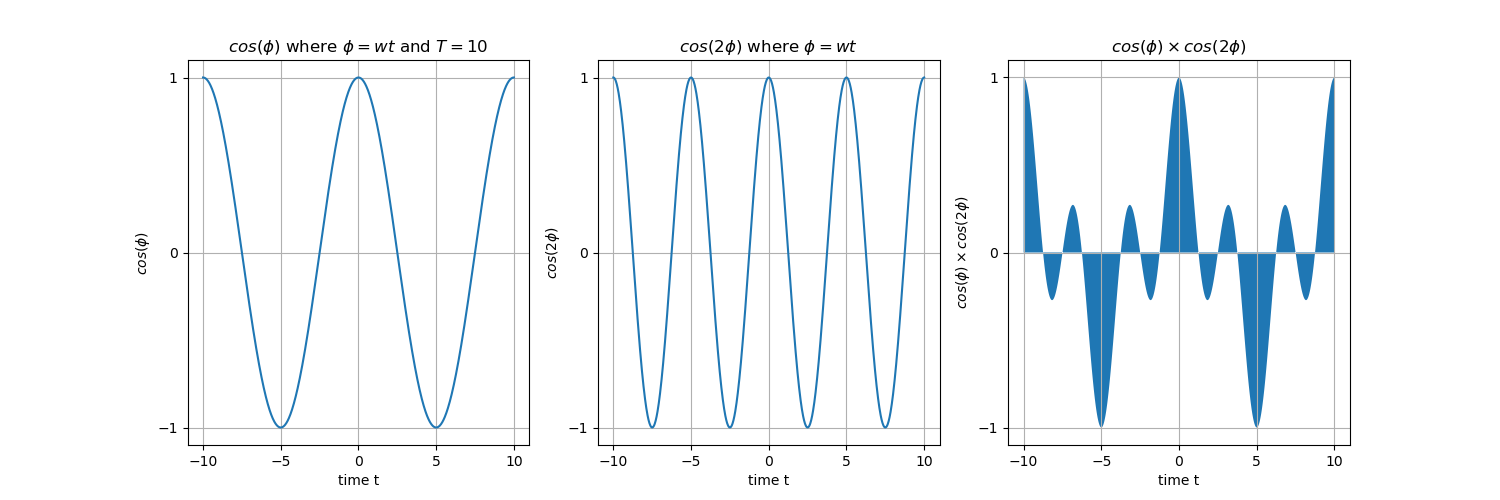 cos(ϕ) where ϕ = wt and T = 10
cos(ϕ)
1
0
−1
−10 −5 0 5 10
time t
cos(2ϕ) where ϕ = wt
cos(2ϕ)
1
0
−1
−10 −5 0 5 10
time t
cos(ϕ) × cos(2ϕ)
cos(ϕ) × cos(2ϕ)
1
0
−1
−10 −5 0 5 10
time t